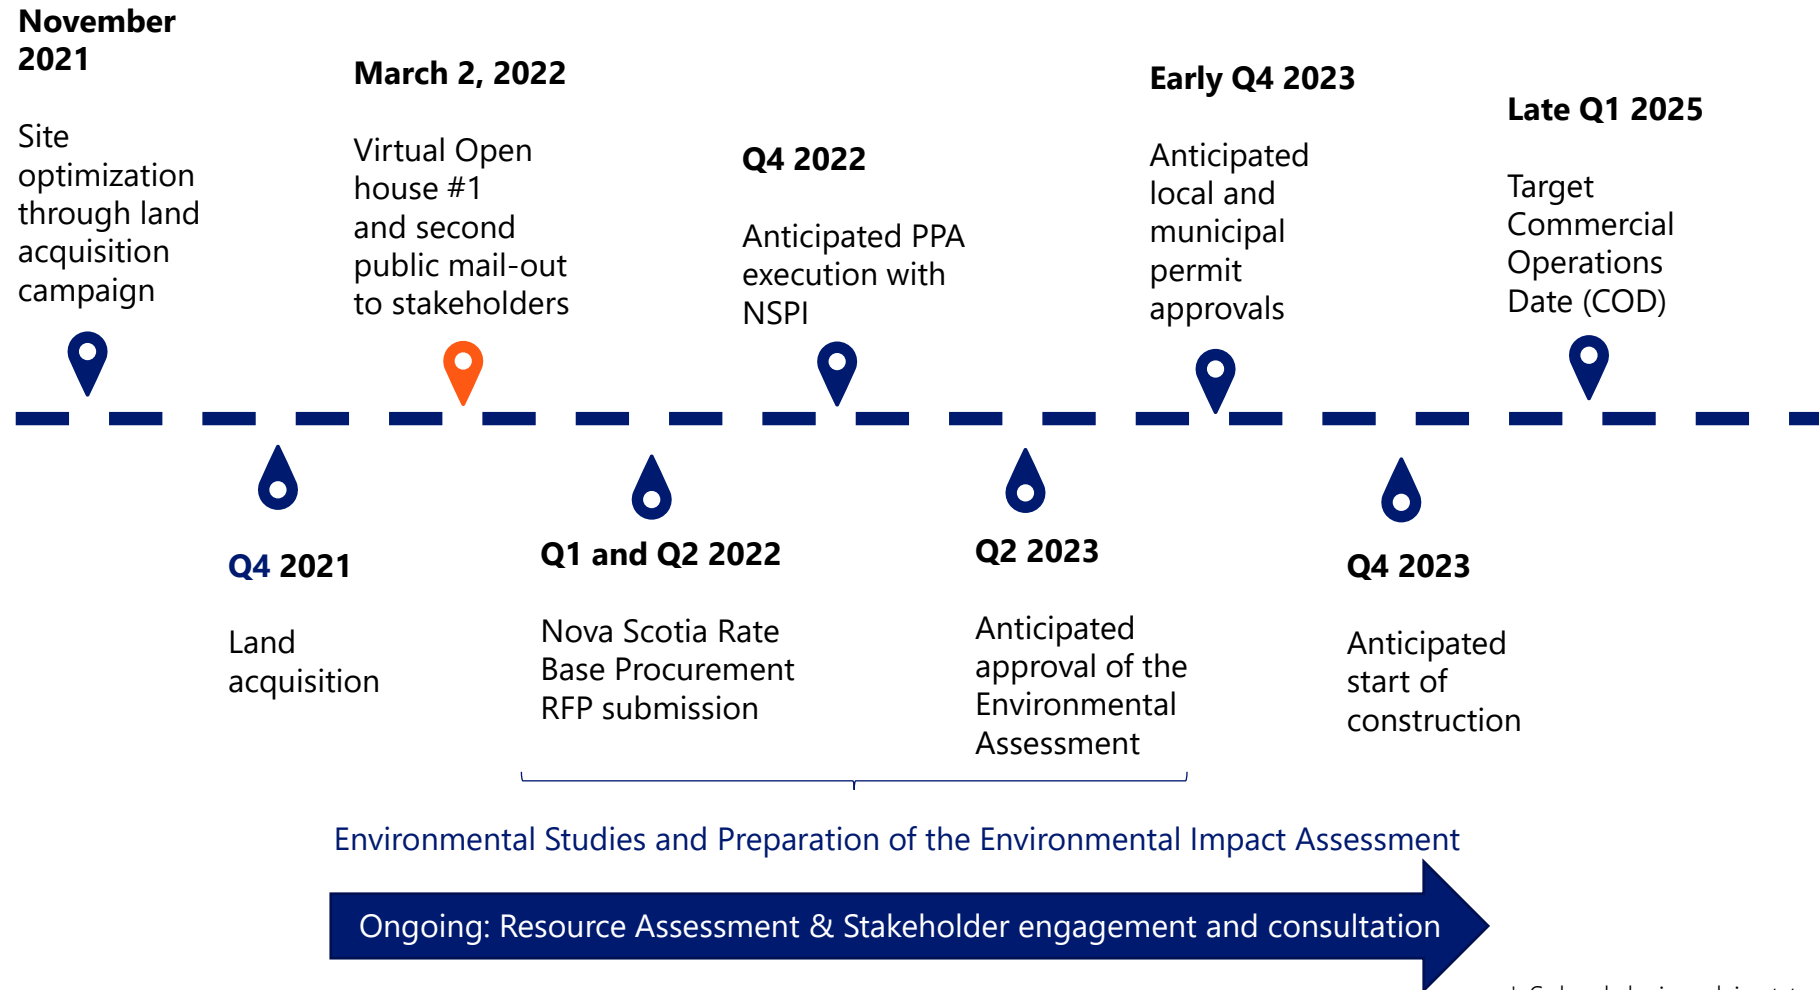 November
2021
Site
optimization
through land
acquisition
campaign
March 2, 2022
Virtual Open
house #1
and second
public mail-out
to stakeholders
Q4 2022
Anticipated PPA
execution with
NSPI
Early Q4 2023
Anticipated
local and
municipal
permit
approvals
Late Q1 2025
Target
Commercial
Operations
Date (COD)
Q4 2021
Land
acquisition
Q1 and Q2 2022
Nova Scotia Rate
Base Procurement
RFP submission
Q2 2023
Anticipated
approval of the
Environmental
Assessment
Q4 2023
Anticipated
start of
construction
Environmental Studies and Preparation of the Environmental Impact Assessment
Ongoing: Resource Assessment & Stakeholder engagement and consultation